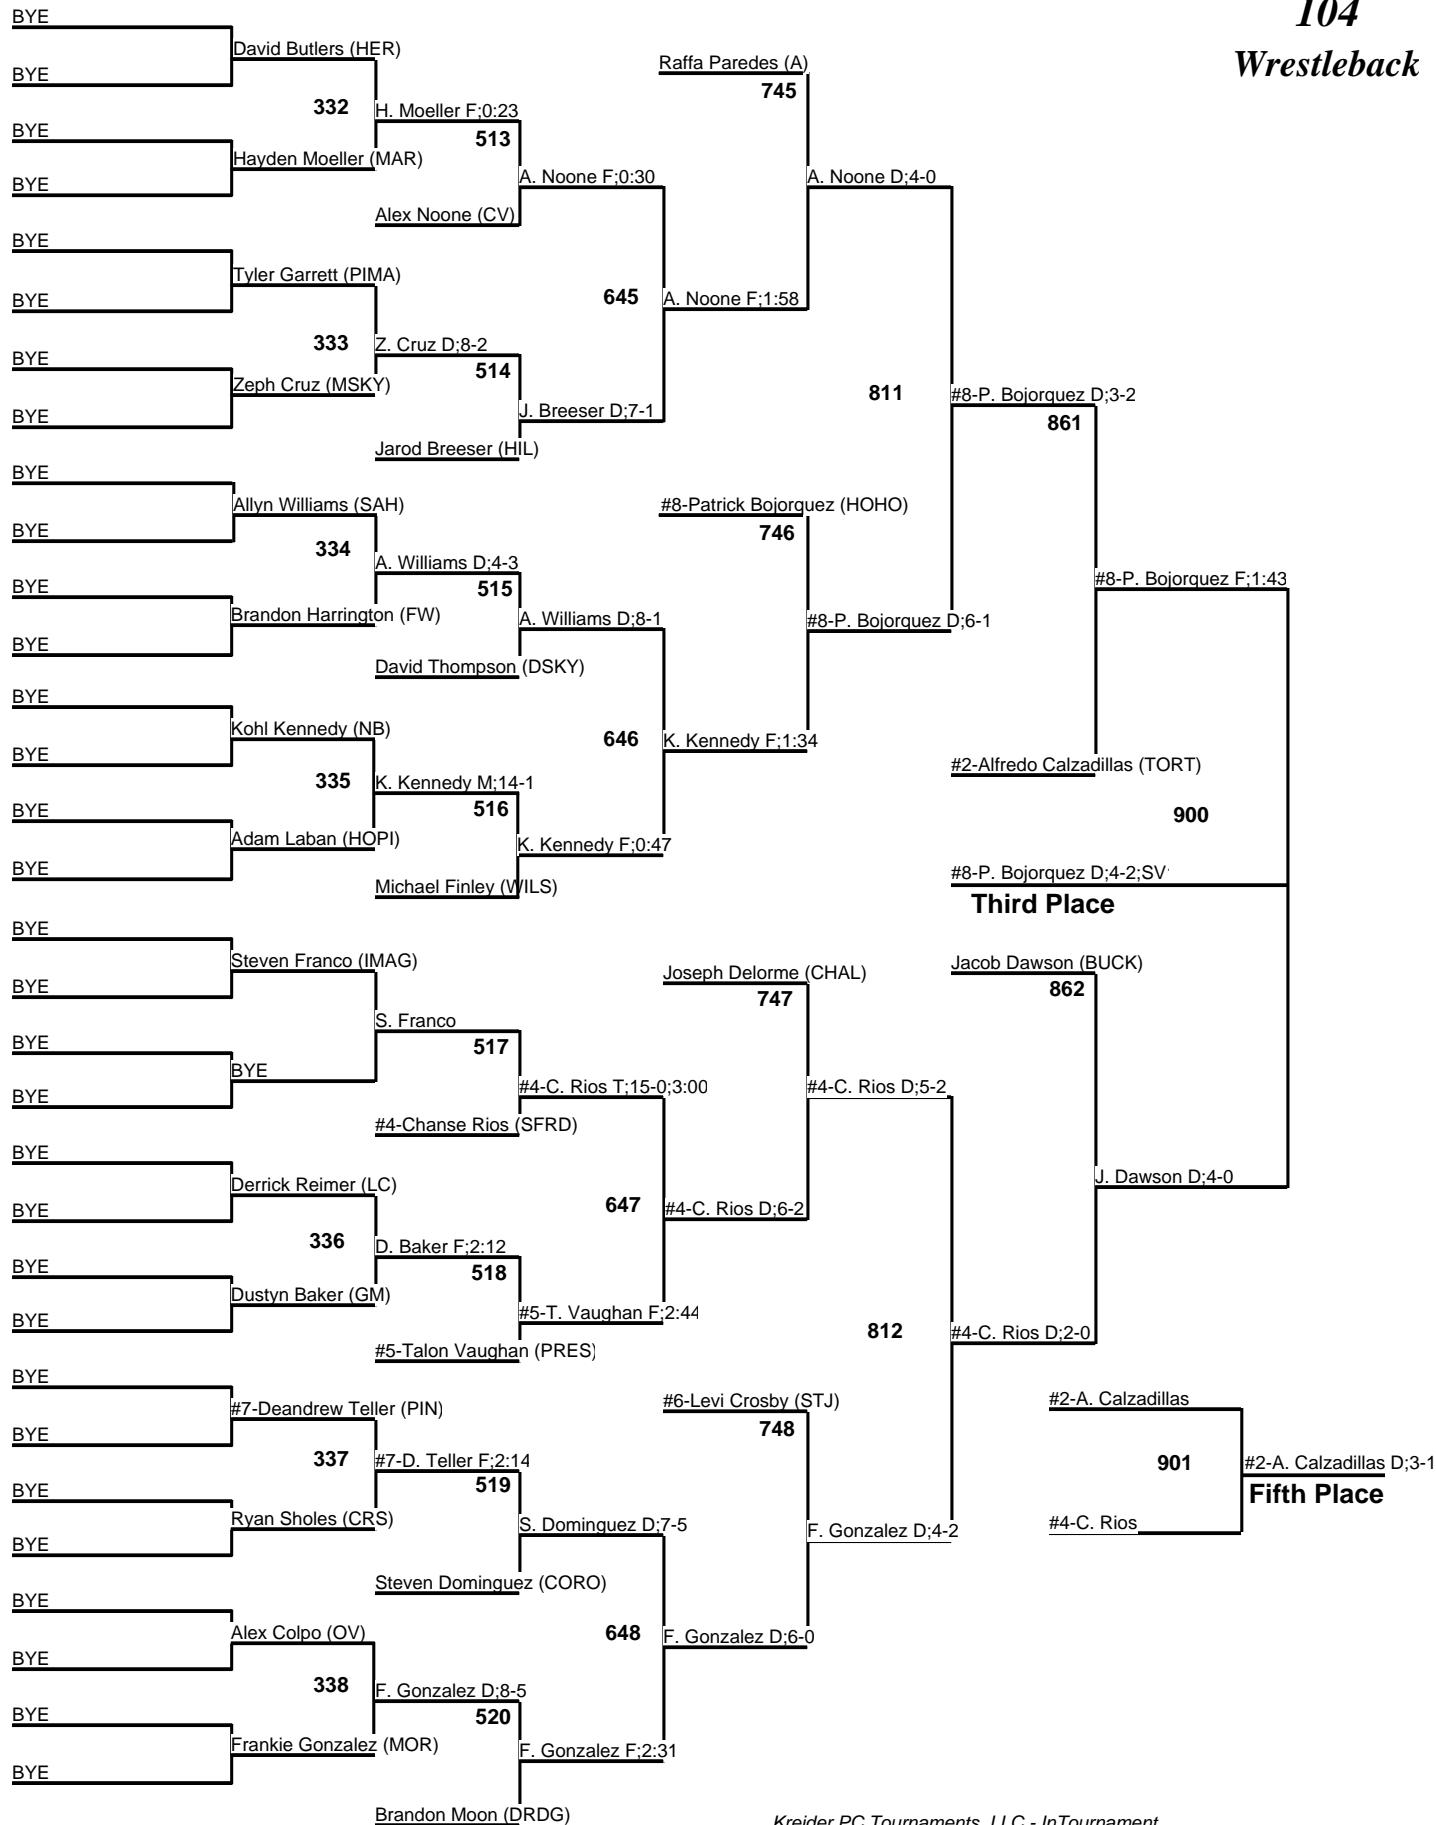 104
Wrestleback
BYE
David Butlers (HER)
BYE
332
H. Moeller F;0:23
513
BYE
Hayden Moeller (MAR)
BYE
A. Noone F;0:30
Alex Noone (CV)
Raffa Paredes (A)
745
A. Noone D;4-0
BYE
Tyler Garrett (PIMA)
BYE
645
A. Noone F;1:58
333
Z. Cruz D;8-2
514
BYE
Zeph Cruz (MSKY)
BYE
J. Breeser D;7-1
Jarod Breeser (HIL)
811
#8-P. Bojorquez D;3-2
861
BYE
Allyn Williams (SAH)
BYE
334
A. Williams D;4-3
515
#8-Patrick Bojorquez (HOHO)
746
BYE
Brandon Harrington (FW)
BYE
A. Williams D;8-1
David Thompson (DSKY)
#8-P. Bojorquez D;6-1
#8-P. Bojorquez F;1:43
BYE
Kohl Kennedy (NB)
BYE
646
K. Kennedy F;1:34
#2-Alfredo Calzadillas (TORT)
335
K. Kennedy M;14-1
516
900
BYE
Adam Laban (HOPI)
BYE
K. Kennedy F;0:47
Michael Finley (WILS)
#8-P. Bojorquez D;4-2;SV
Third Place
BYE
Steven Franco (IMAG)
BYE
S. Franco
517
Joseph Delorme (CHAL)
747
Jacob Dawson (BUCK)
862
BYE
BYE
BYE
#4-C. Rios T;15-0;3:00
#4-Chanse Rios (SFRD)
#4-C. Rios D;5-2
BYE
Derrick Reimer (LC)
BYE
647
#4-C. Rios D;6-2
J. Dawson D;4-0
336
D. Baker F;2:12
518
BYE
Dustyn Baker (GM)
BYE
#5-T. Vaughan F;2:44
#5-Talon Vaughan (PRES)
812
#4-C. Rios D;2-0
BYE
#7-Deandrew Teller (PIN)
BYE
337
#7-D. Teller F;2:14
519
#6-Levi Crosby (STJ)
748
#2-A. Calzadillas
901
#2-A. Calzadillas D;3-1
Fifth Place
#4-C. Rios
BYE
Ryan Sholes (CRS)
BYE
S. Dominguez D;7-5
Steven Dominguez (CORO)
F. Gonzalez D;4-2
BYE
Alex Colpo (OV)
BYE
648
F. Gonzalez D;6-0
338
F. Gonzalez D;8-5
520
BYE
Frankie Gonzalez (MOR)
BYE
F. Gonzalez F;2:31
Brandon Moon (DRDG)
Kreider PC Tournaments, LLC - InTournament